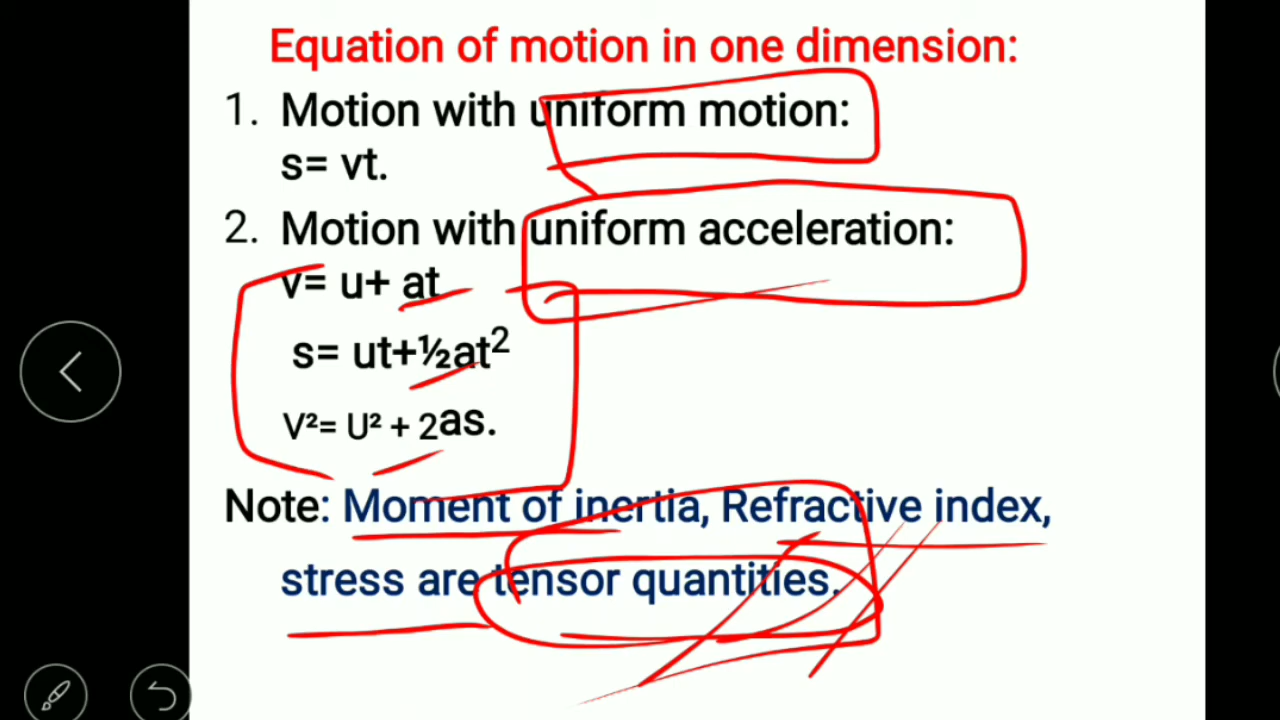 Equation of motion in one dimension:
1. Motion with uniform motion:
s= vt.
2. Motion with uniform acceleration:
v= u+ at
s= ut+½at²
V²= U² + 2as.
Note: Moment of inertia, Refractive index,
stress are tensor quantities.